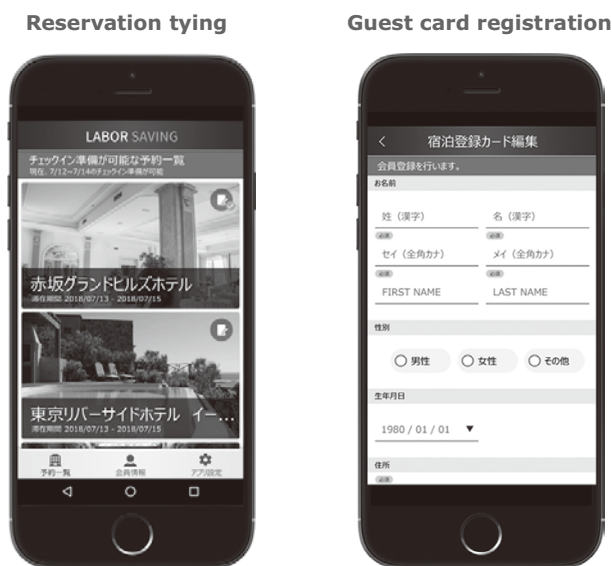 Reservation tying
Guest card registration
LABOR SAVING
チェックイン準備が可能な予約一覧
現在、7/12~7/14のチェックイン準備が可能
赤坂グランドヒルズホテル
滞在期間 2018/07/13 - 2018/07/15
東京リバーサイドホテル イー...
滞在期間 2018/07/13 - 2018/07/15
予約一覧
会員情報
アプリ設定
宿泊登録カード編集
会員登録を行います。
お名前
姓（漢字）
名（漢字）
必須
必須
セイ（全角カナ）
メイ（全角カナ）
必須
必須
FIRST NAME
LAST NAME
性別
男性
女性
その他
生年月日
1980 / 01 / 01 ▼
住所
必須